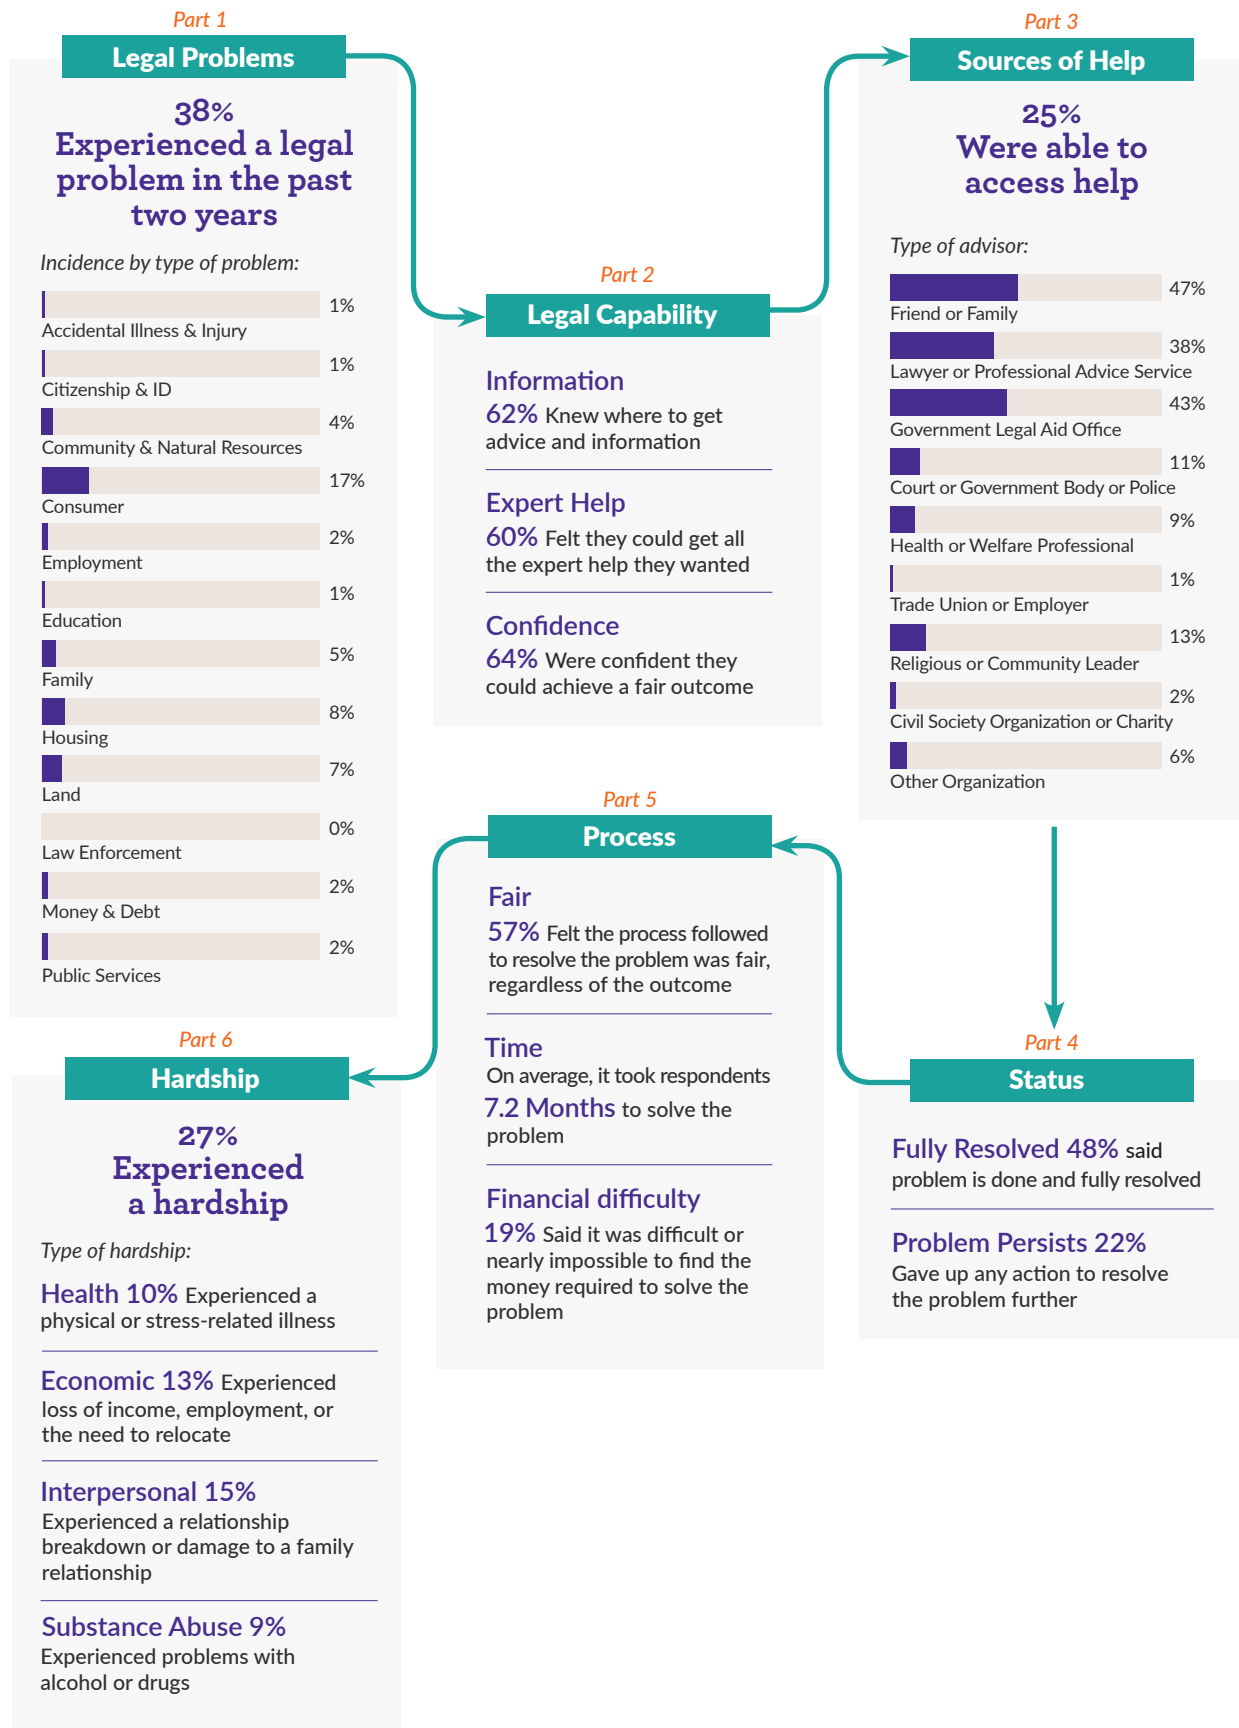 Part 1
Legal Problems
38%
Experienced a legal
problem in the past
two years
Incidence by type of problem:
1%
Accidental Illness & Injury
1%
Citizenship & ID
4%
Community & Natural Resources
17%
Consumer
2%
Employment
1%
Education
5%
Family
8%
Housing
7%
Land
0%
Law Enforcement
2%
Money & Debt
2%
Public Services
Part 2
Legal Capability
Information
62% Knew where to get
advice and information
Expert Help
60% Felt they could get all
the expert help they wanted
Confidence
64% Were confident they
could achieve a fair outcome
Part 3
Sources of Help
25%
Were able to
access help
Type of advisor:
47%
Friend or Family
38%
Lawyer or Professional Advice Service
43%
Government Legal Aid Office
11%
Court or Government Body or Police
9%
Health or Welfare Professional
1%
Trade Union or Employer
13%
Religious or Community Leader
2%
Civil Society Organization or Charity
6%
Other Organization
Part 4
Status
Fully Resolved 48% said
problem is done and fully resolved
Problem Persists 22%
Gave up any action to resolve
the problem further
Part 5
Process
Fair
57% Felt the process followed
to resolve the problem was fair,
regardless of the outcome
Time
On average, it took respondents
7.2 Months to solve the
problem
Financial difficulty
19% Said it was difficult or
nearly impossible to find the
money required to solve the
problem
Part 6
Hardship
27%
Experienced
a hardship
Type of hardship:
Health 10% Experienced a
physical or stress-related illness
Economic 13% Experienced
loss of income, employment, or
the need to relocate
Interpersonal 15%
Experienced a relationship
breakdown or damage to a family
relationship
Substance Abuse 9%
Experienced problems with
alcohol or drugs